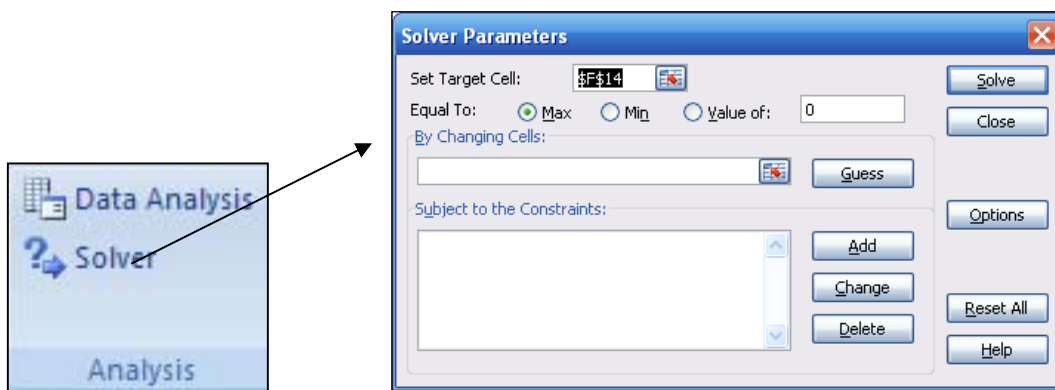 Data Analysis
Solver
Analysis
Solver Parameters
Set Target Cell: $F$14 Solve
Equal To: Max Min Value of: 0 Close
By Changing Cells:
Guess
Subject to the Constraints: Options
Add
Change Reset All
Delete Help